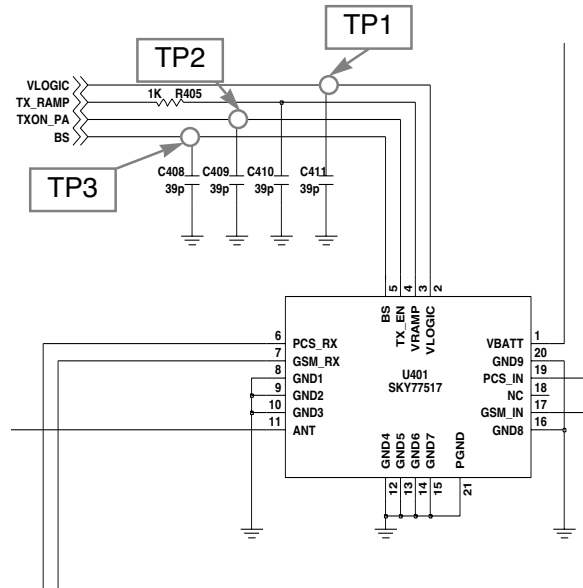 TP1
TP2
VLOGIC
TX_RAMP 1K R405
TXON_PA
BS
TP3
C408 C409 C410 C411
39p 39p 39p 39p
5 4 3 2
BS TX_EN VRAMP VLOGIC
6 PCS_RX VBATT 1
7 GSM_RX GND9 20
8 GND1 U401 PCS_IN 19
9 GND2 SKY77517 NC 18
10 GND3 GSM_IN 17
11 ANT GND8 16
GND4 GND5 GND6 GND7 PGND
12 13 14 15 21